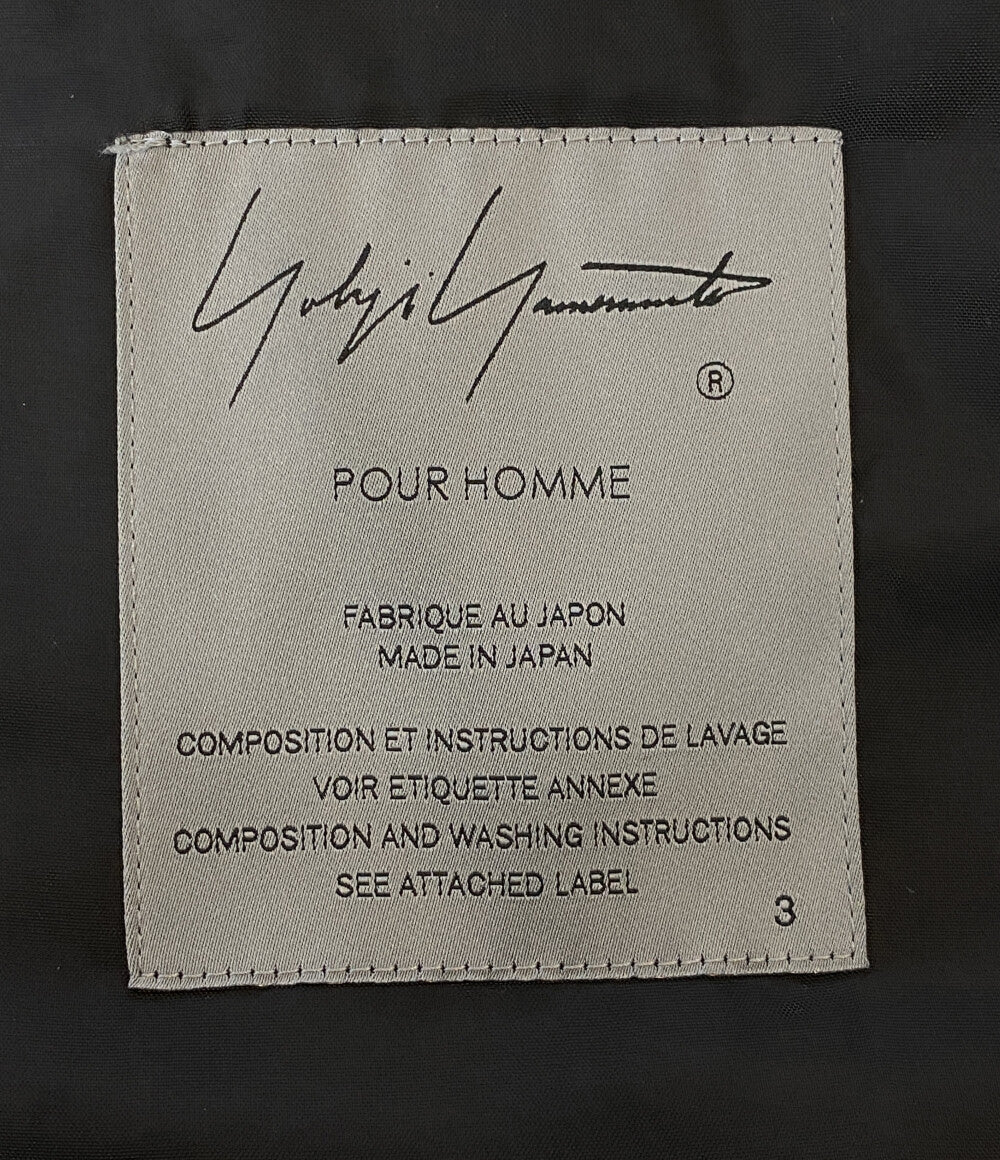 Yohji Yamamoto
®
POUR HOMME
FABRIQUE AU JAPON
MADE IN JAPAN
COMPOSITION ET INSTRUCTIONS DE LAVAGE
VOIR ETIQUETTE ANNEXE
COMPOSITION AND WASHING INSTRUCTIONS
SEE ATTACHED LABEL
3